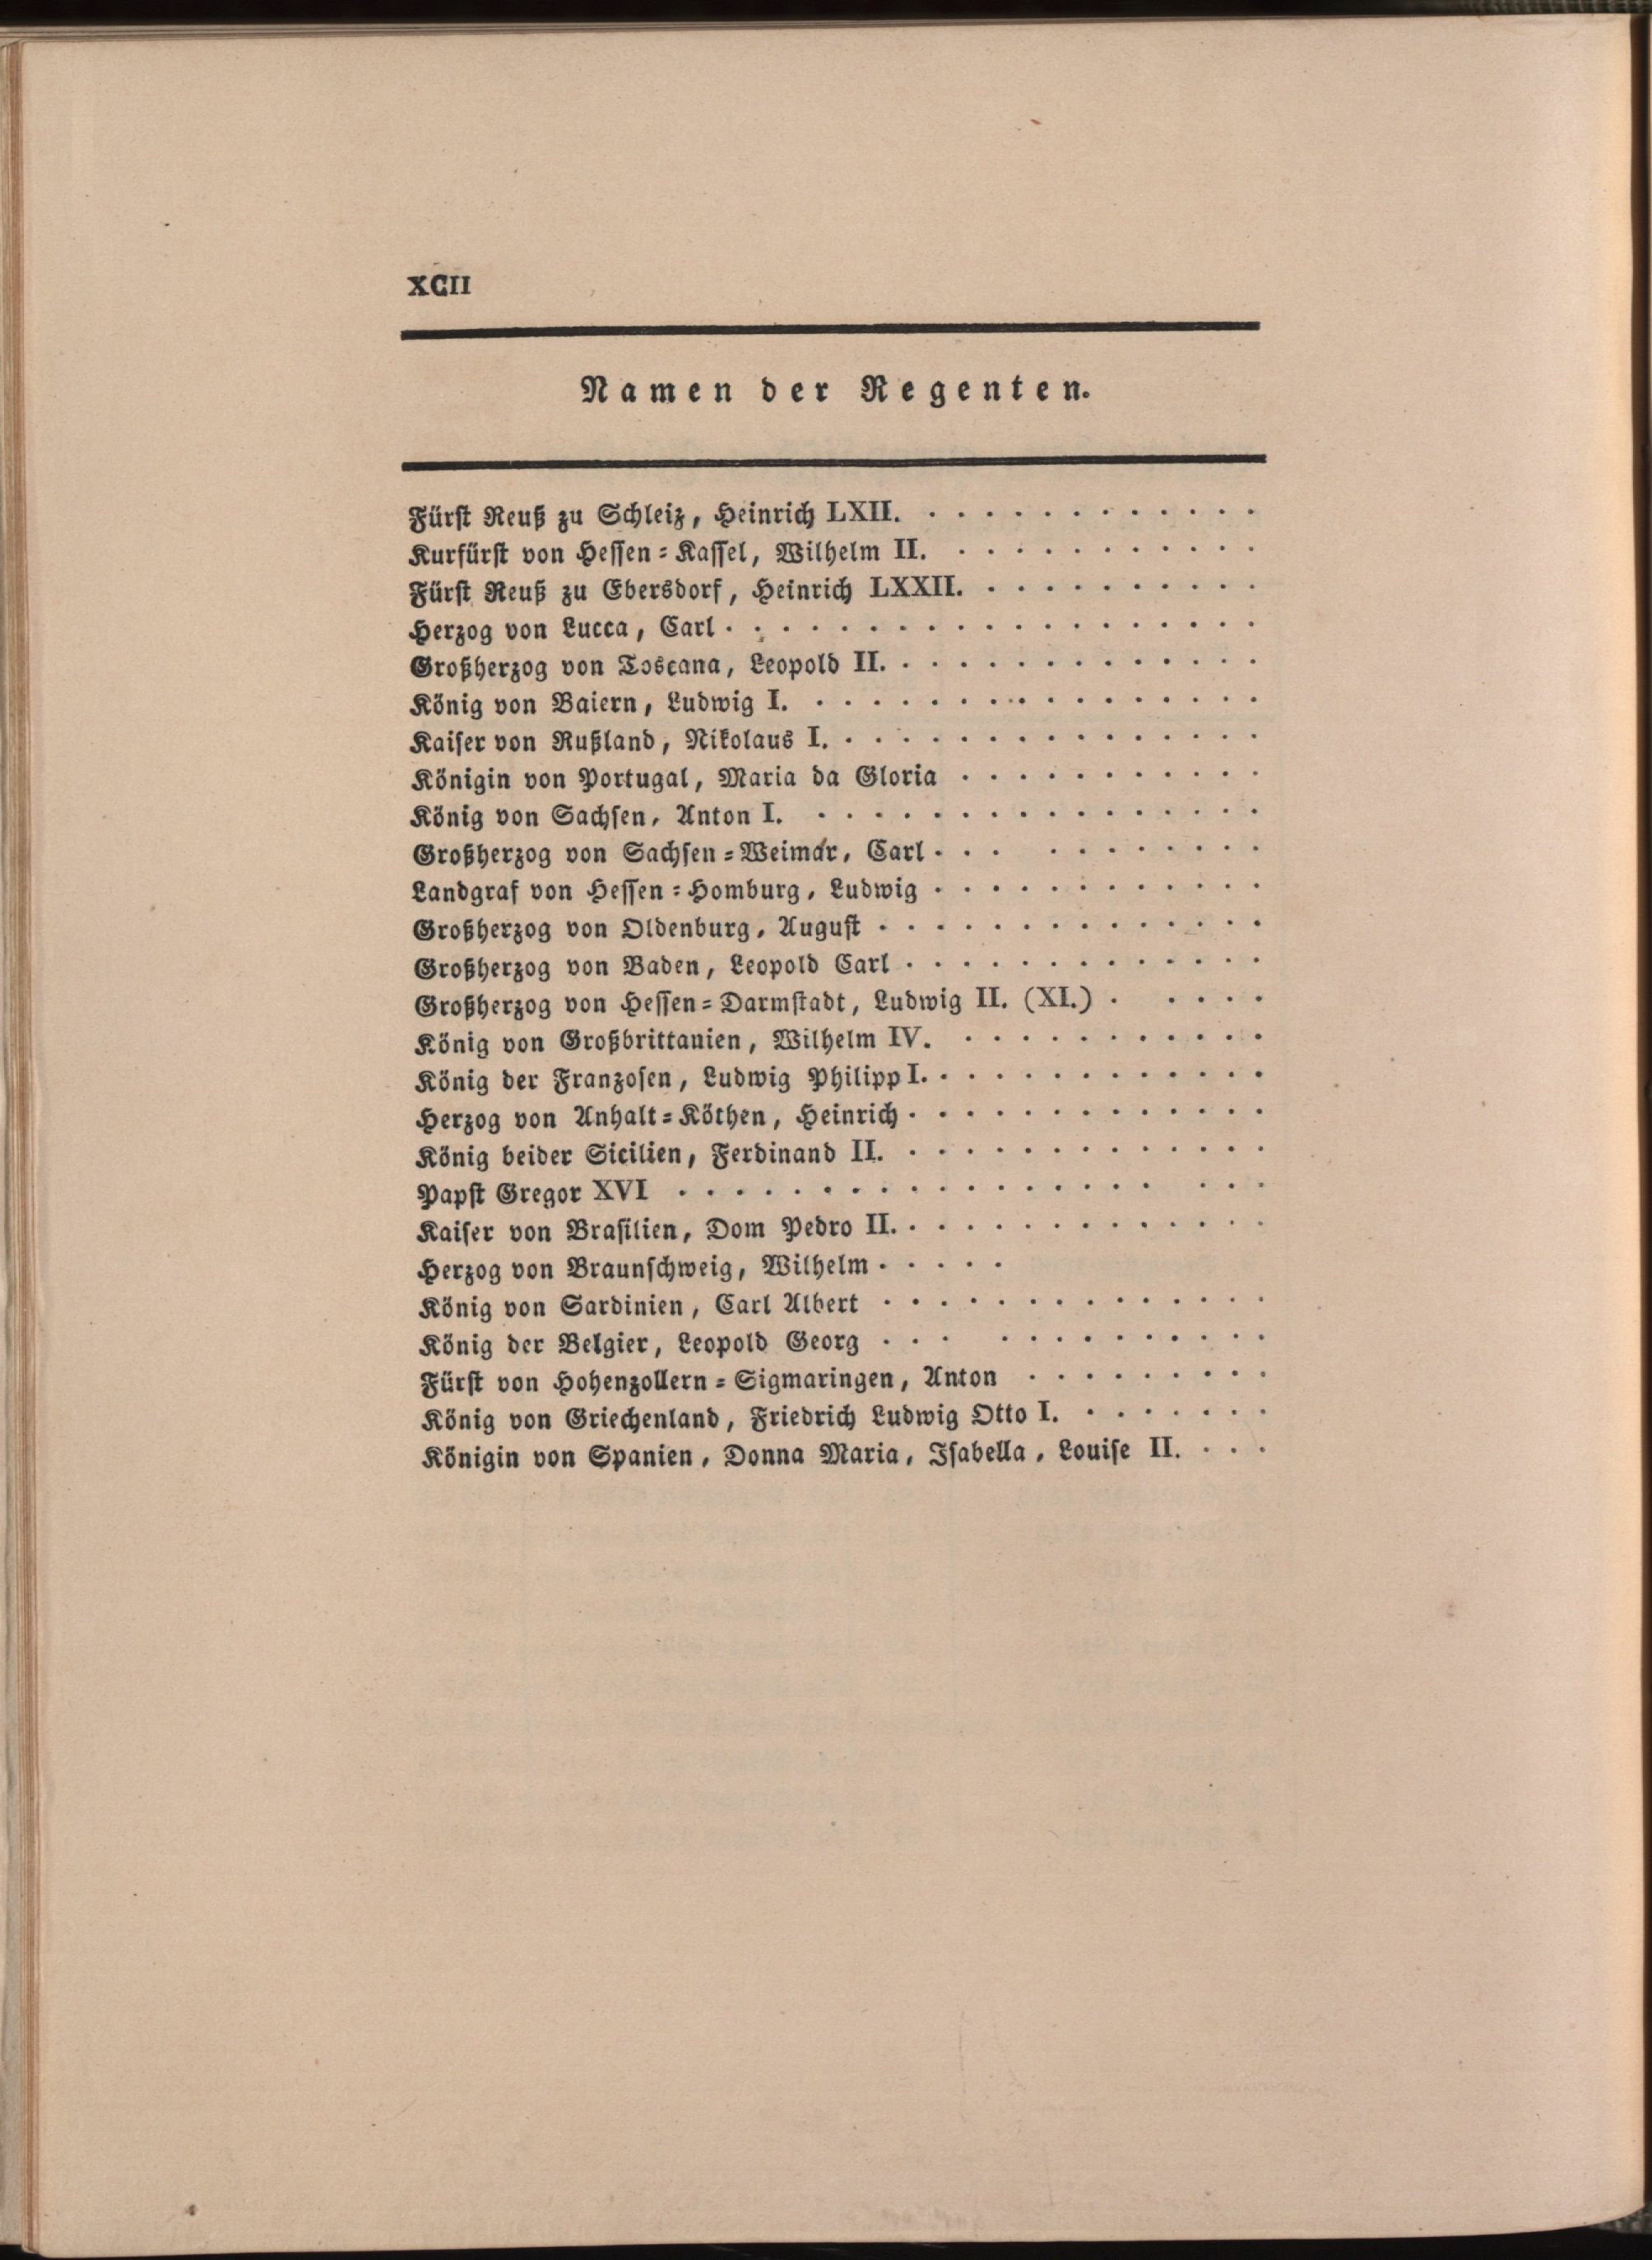 XCII
Namen der Regenten.
Fürst Reuß zu Schleiz, Heinrich LXII. . . . . . . . . . . . .
Kurfürst von Hessen=Kassel, Wilhelm II. . . . . . . . . . . .
Fürst Reuß zu Ebersdorf, Heinrich LXXII. . . . . . . . . . .
Herzog von Lucca, Carl . . . . . . . . . . . . . . . . . . .
Großherzog von Toscana, Leopold II. . . . . . . . . . . . . .
König von Baiern, Ludwig I. . . . . . . . . . . . . . . . .
Kaiser von Rußland, Nikolaus I. . . . . . . . . . . . . . . .
Königin von Portugal, Maria da Gloria . . . . . . . . . . .
König von Sachsen, Anton I. . . . . . . . . . . . . . . . .
Großherzog von Sachsen=Weimar, Carl . . . . . . . . . . .
Landgraf von Hessen=Homburg, Ludwig . . . . . . . . . . . .
Großherzog von Oldenburg, August . . . . . . . . . . . . . .
Großherzog von Baden, Leopold Carl . . . . . . . . . . . . .
Großherzog von Hessen=Darmstadt, Ludwig II. (XI.) . . . . .
König von Großbrittanien, Wilhelm IV. . . . . . . . . . . .
König der Franzosen, Ludwig Philipp I. . . . . . . . . . . . .
Herzog von Anhalt=Köthen, Heinrich . . . . . . . . . . . . .
König beider Sicilien, Ferdinand II. . . . . . . . . . . . . .
Papst Gregor XVI . . . . . . . . . . . . . . . . . . . .
Kaiser von Brasilien, Dom Pedro II. . . . . . . . . . . . . .
Herzog von Braunschweig, Wilhelm . . . . .
König von Sardinien, Carl Albert . . . . . . . . . . . . . .
König der Belgier, Leopold Georg . . . . . . . . . . . . .
Fürst von Hohenzollern=Sigmaringen, Anton . . . . . . . . .
König von Griechenland, Friedrich Ludwig Otto I. . . . . . . .
Königin von Spanien, Donna Maria, Isabella, Louise II. . . .